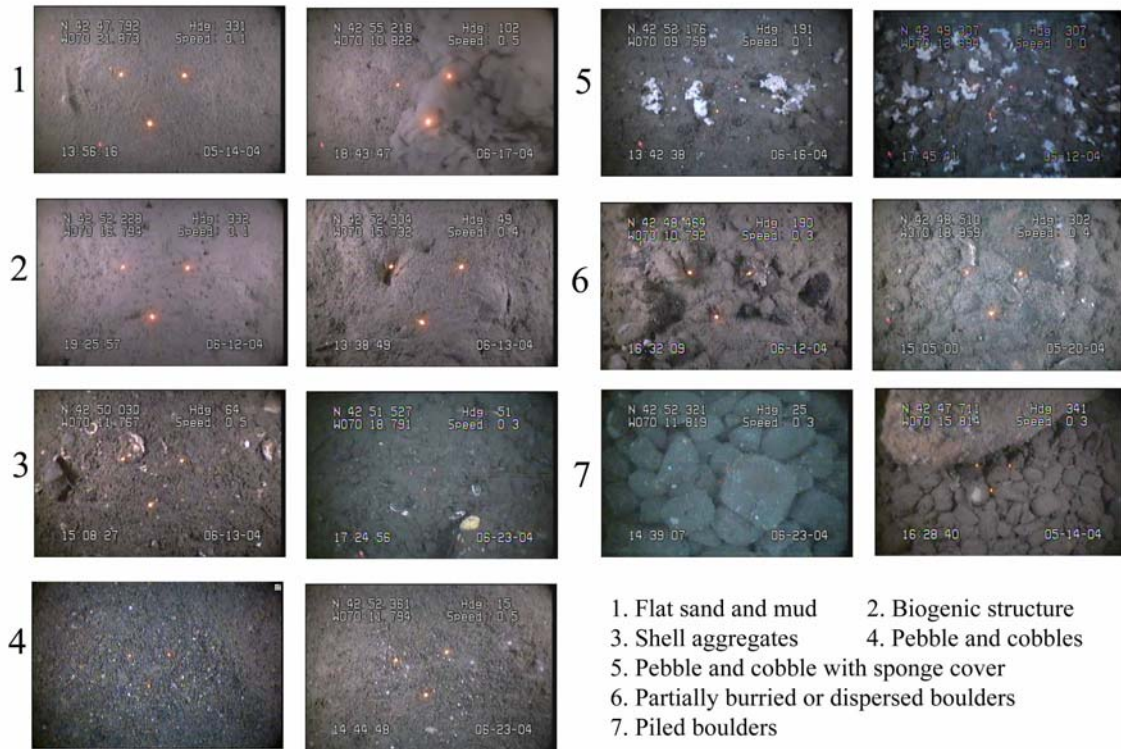 1
N 42 47.792 Hdg 331
W070 21.873 Speed 0.1
13:56:16 05-14-04
N 42 55.218 Hdg 102
W070 10.822 Speed 0.5
18:43:47 06-17-04
2
N 42 52.228 Hdg 332
W070 16.794 Speed 0.1
19:25:57 06-12-04
N 42 52.304 Hdg 49
W070 15.732 Speed 0.4
13:38:49 06-13-04
3
N 42 50.030 Hdg 64
W070 11.767 Speed 0.5
15:08:27 06-13-04
N 42 51.527 Hdg 51
W070 18.791 Speed 0.3
17:24:56 06-23-04
4
N 42 52.361 Hdg 15
W070 11.794 Speed 0.5
14:44:48 06-23-04
5
N 42 52.176 Hdg 191
W070 09.759 Speed 0.1
13:42:38 06-16-04
N 42 49.307 Hdg 307
Speed 0.0
6
N 42 48.464 Hdg 190
W070 10.792 Speed 0.3
16:32:09 06-12-04
N 42 48.510 Hdg 302
W070 18.959 Speed 0.4
15:05:00 05-20-04
7
N 42 52.321 Hdg 25
W070 11.819 Speed 0.3
14:39:07 06-23-04
N 42 47.711 Hdg 341
W070 15.814 Speed 0.3
16:28:40 05-14-04
1. Flat sand and mud 2. Biogenic structure
3. Shell aggregates 4. Pebble and cobbles
5. Pebble and cobble with sponge cover
6. Partially burried or dispersed boulders
7. Piled boulders